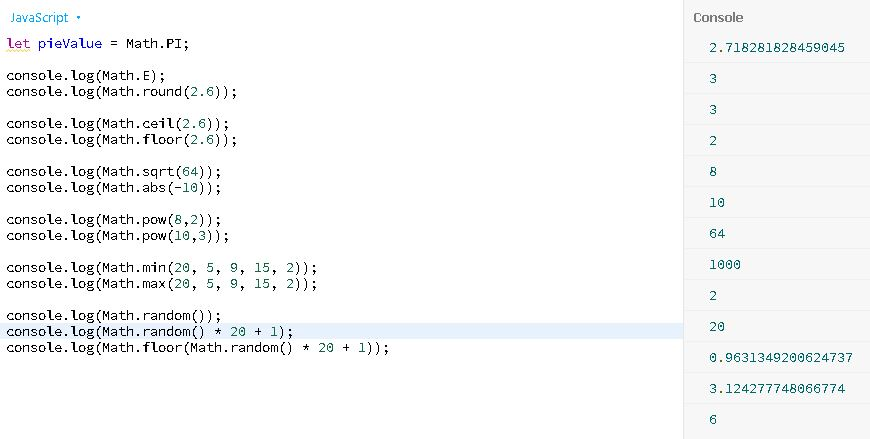 JavaScript
let pieValue = Math.PI;
console.log(Math.E);
console.log(Math.round(2.6));
console.log(Math.ceil(2.6));
console.log(Math.floor(2.6));
console.log(Math.sqrt(64));
console.log(Math.abs(-10));
console.log(Math.pow(8,2));
console.log(Math.pow(10,3));
console.log(Math.min(20, 5, 9, 15, 2));
console.log(Math.max(20, 5, 9, 15, 2));
console.log(Math.random());
console.log(Math.random() * 20 + 1);
console.log(Math.floor(Math.random() * 20 + 1));
Console
2.718281828459045
3
3
2
8
10
64
1000
2
20
0.9631349200624737
3.124277748066774
6